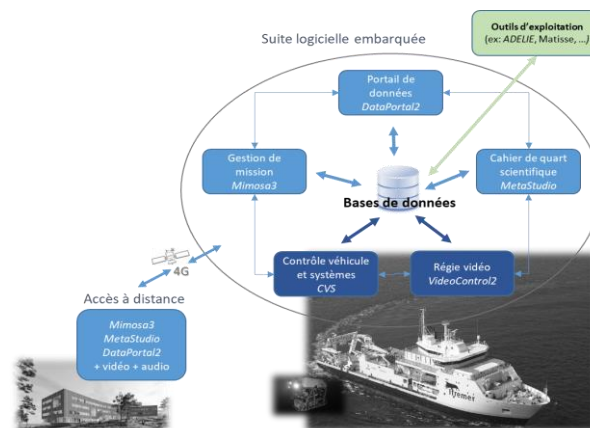 Outils d'exploitation
(ex: ADELIE, Matisse, ...)
Suite logicielle embarquée
Portail de
données
DataPortal2
Gestion de
mission
Mimosa3
Cahier de quart
scientifique
MetaStudio
Bases de données
Contrôle véhicule
et systèmes
CVS
Régie vidéo
VideoControl2
4G
Accès à distance
Mimosa3
MetaStudio
DataPortal2
+ vidéo + audio
Ifremer